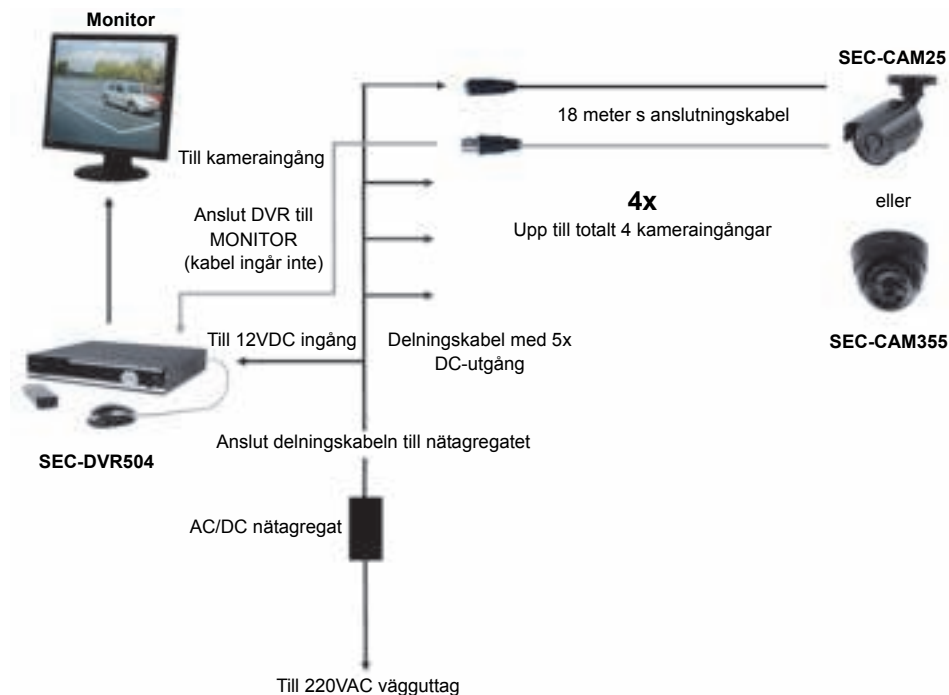 Monitor
SEC-CAM25
18 meter s anslutningskabel
Till kameraingång
4x
eller
Anslut DVR till
MONITOR
(kabel ingår inte)
Upp till totalt 4 kameraingångar
Till 12VDC ingång
Delningskabel med 5x
DC-utgång
SEC-CAM355
Anslut delningskabeln till nätagregatet
SEC-DVR504
AC/DC nätagregat
Till 220VAC vägguttag